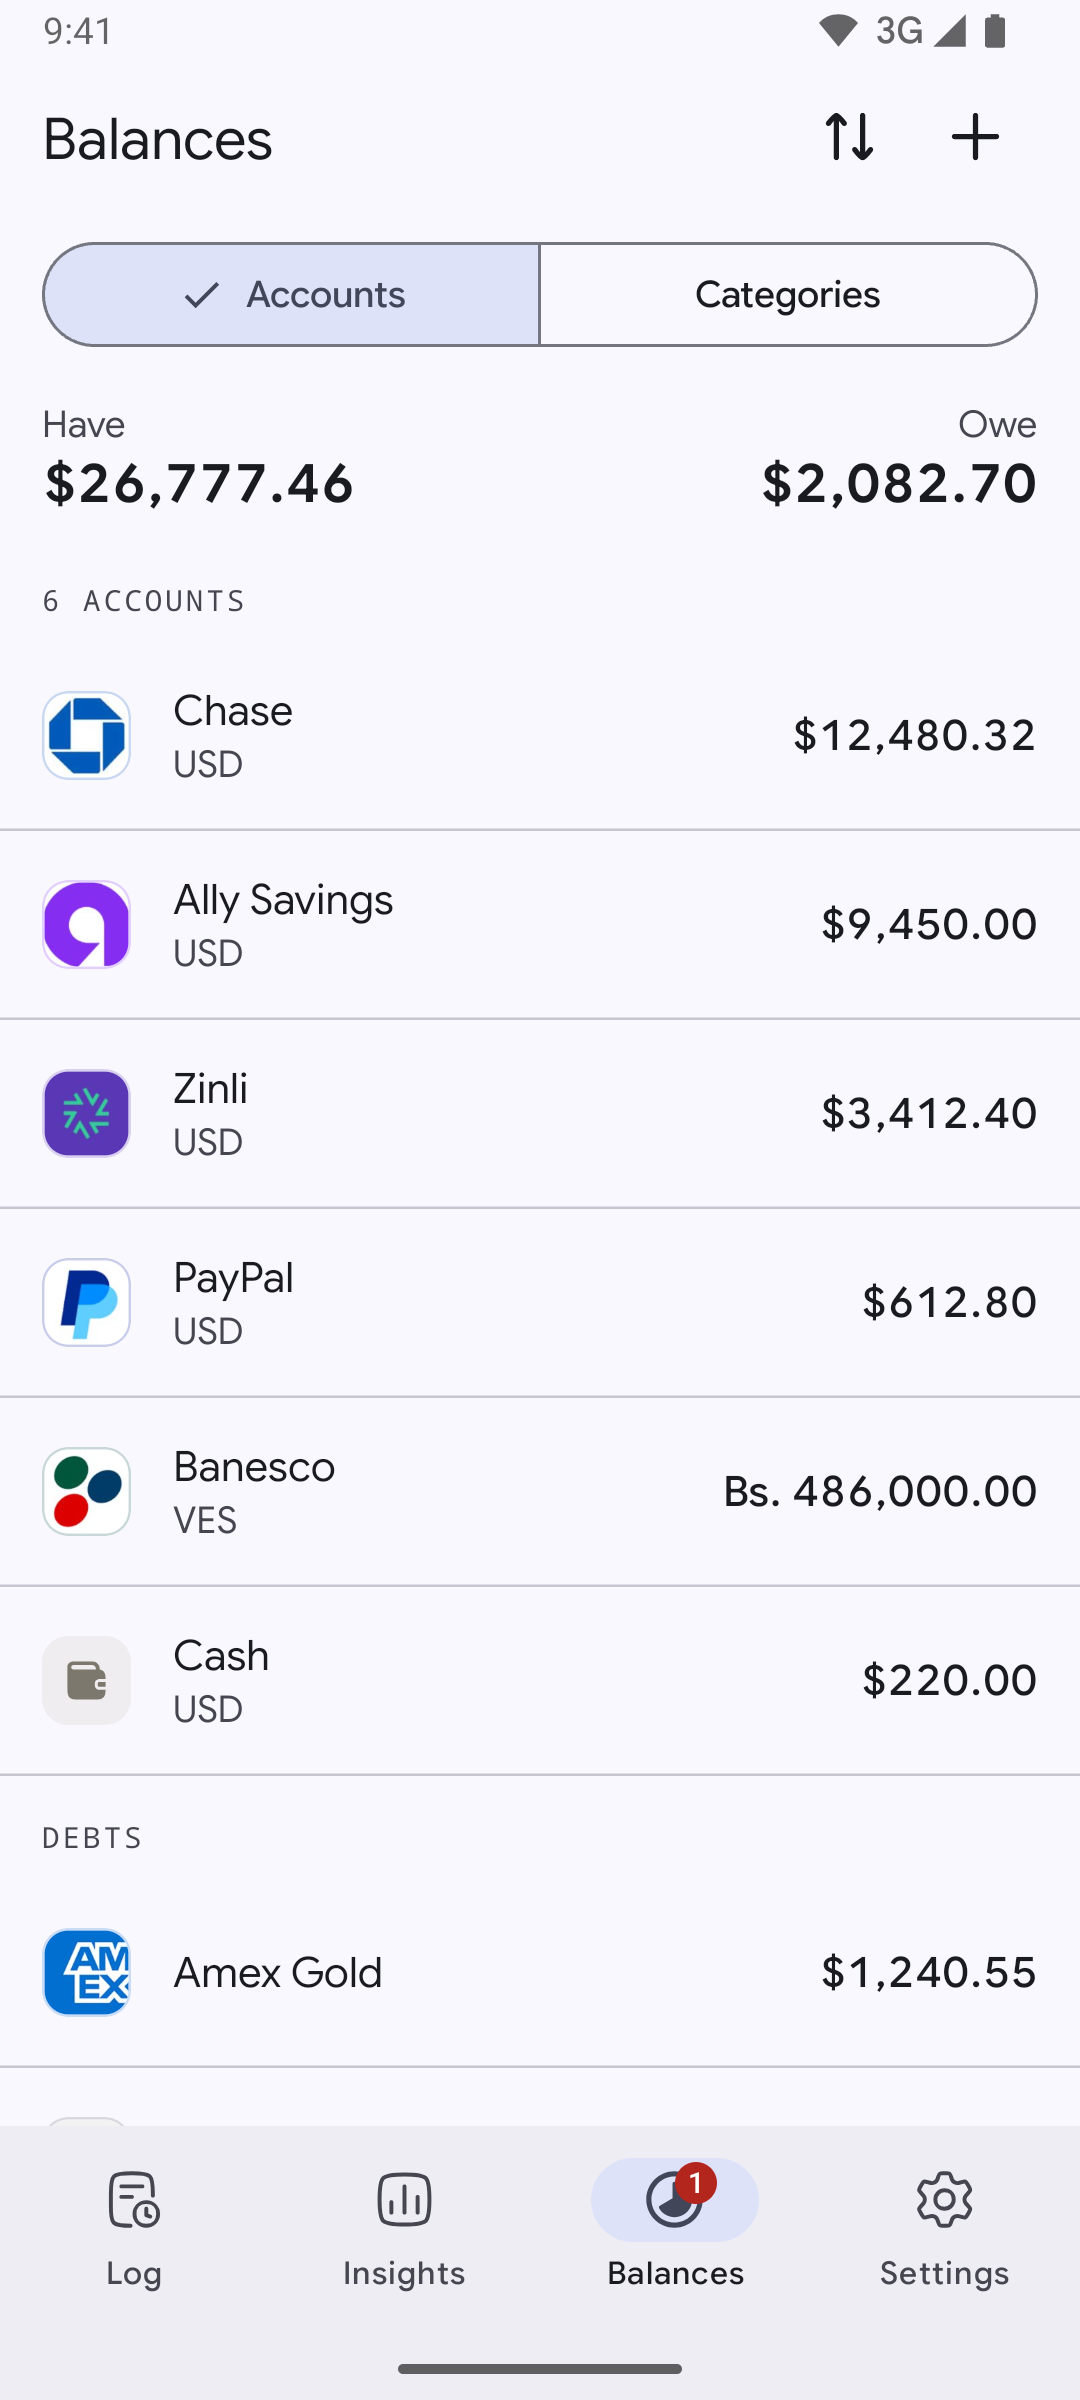 9:41
3G
Balances
Accounts
Categories
Have
Owe
$26,777.46
$2,082.70
6 ACCOUNTS
Chase
USD
$12,480.32
Ally Savings
USD
$9,450.00
Zinli
USD
$3,412.40
PayPal
USD
$612.80
Banesco
VES
Bs. 486,000.00
Cash
USD
$220.00
DEBTS
AM
EX
Amex Gold
$1,240.55
1
Log
Insights
Balances
Settings